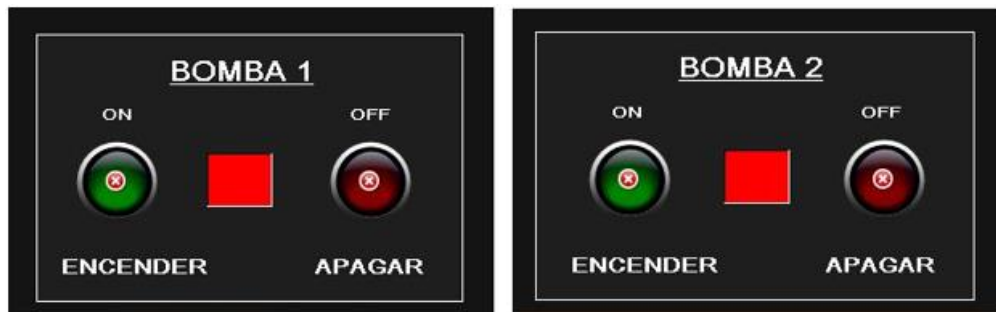 BOMBA 1
ON OFF
ENCENDER APAGAR
BOMBA 2
ON OFF
ENCENDER APAGAR